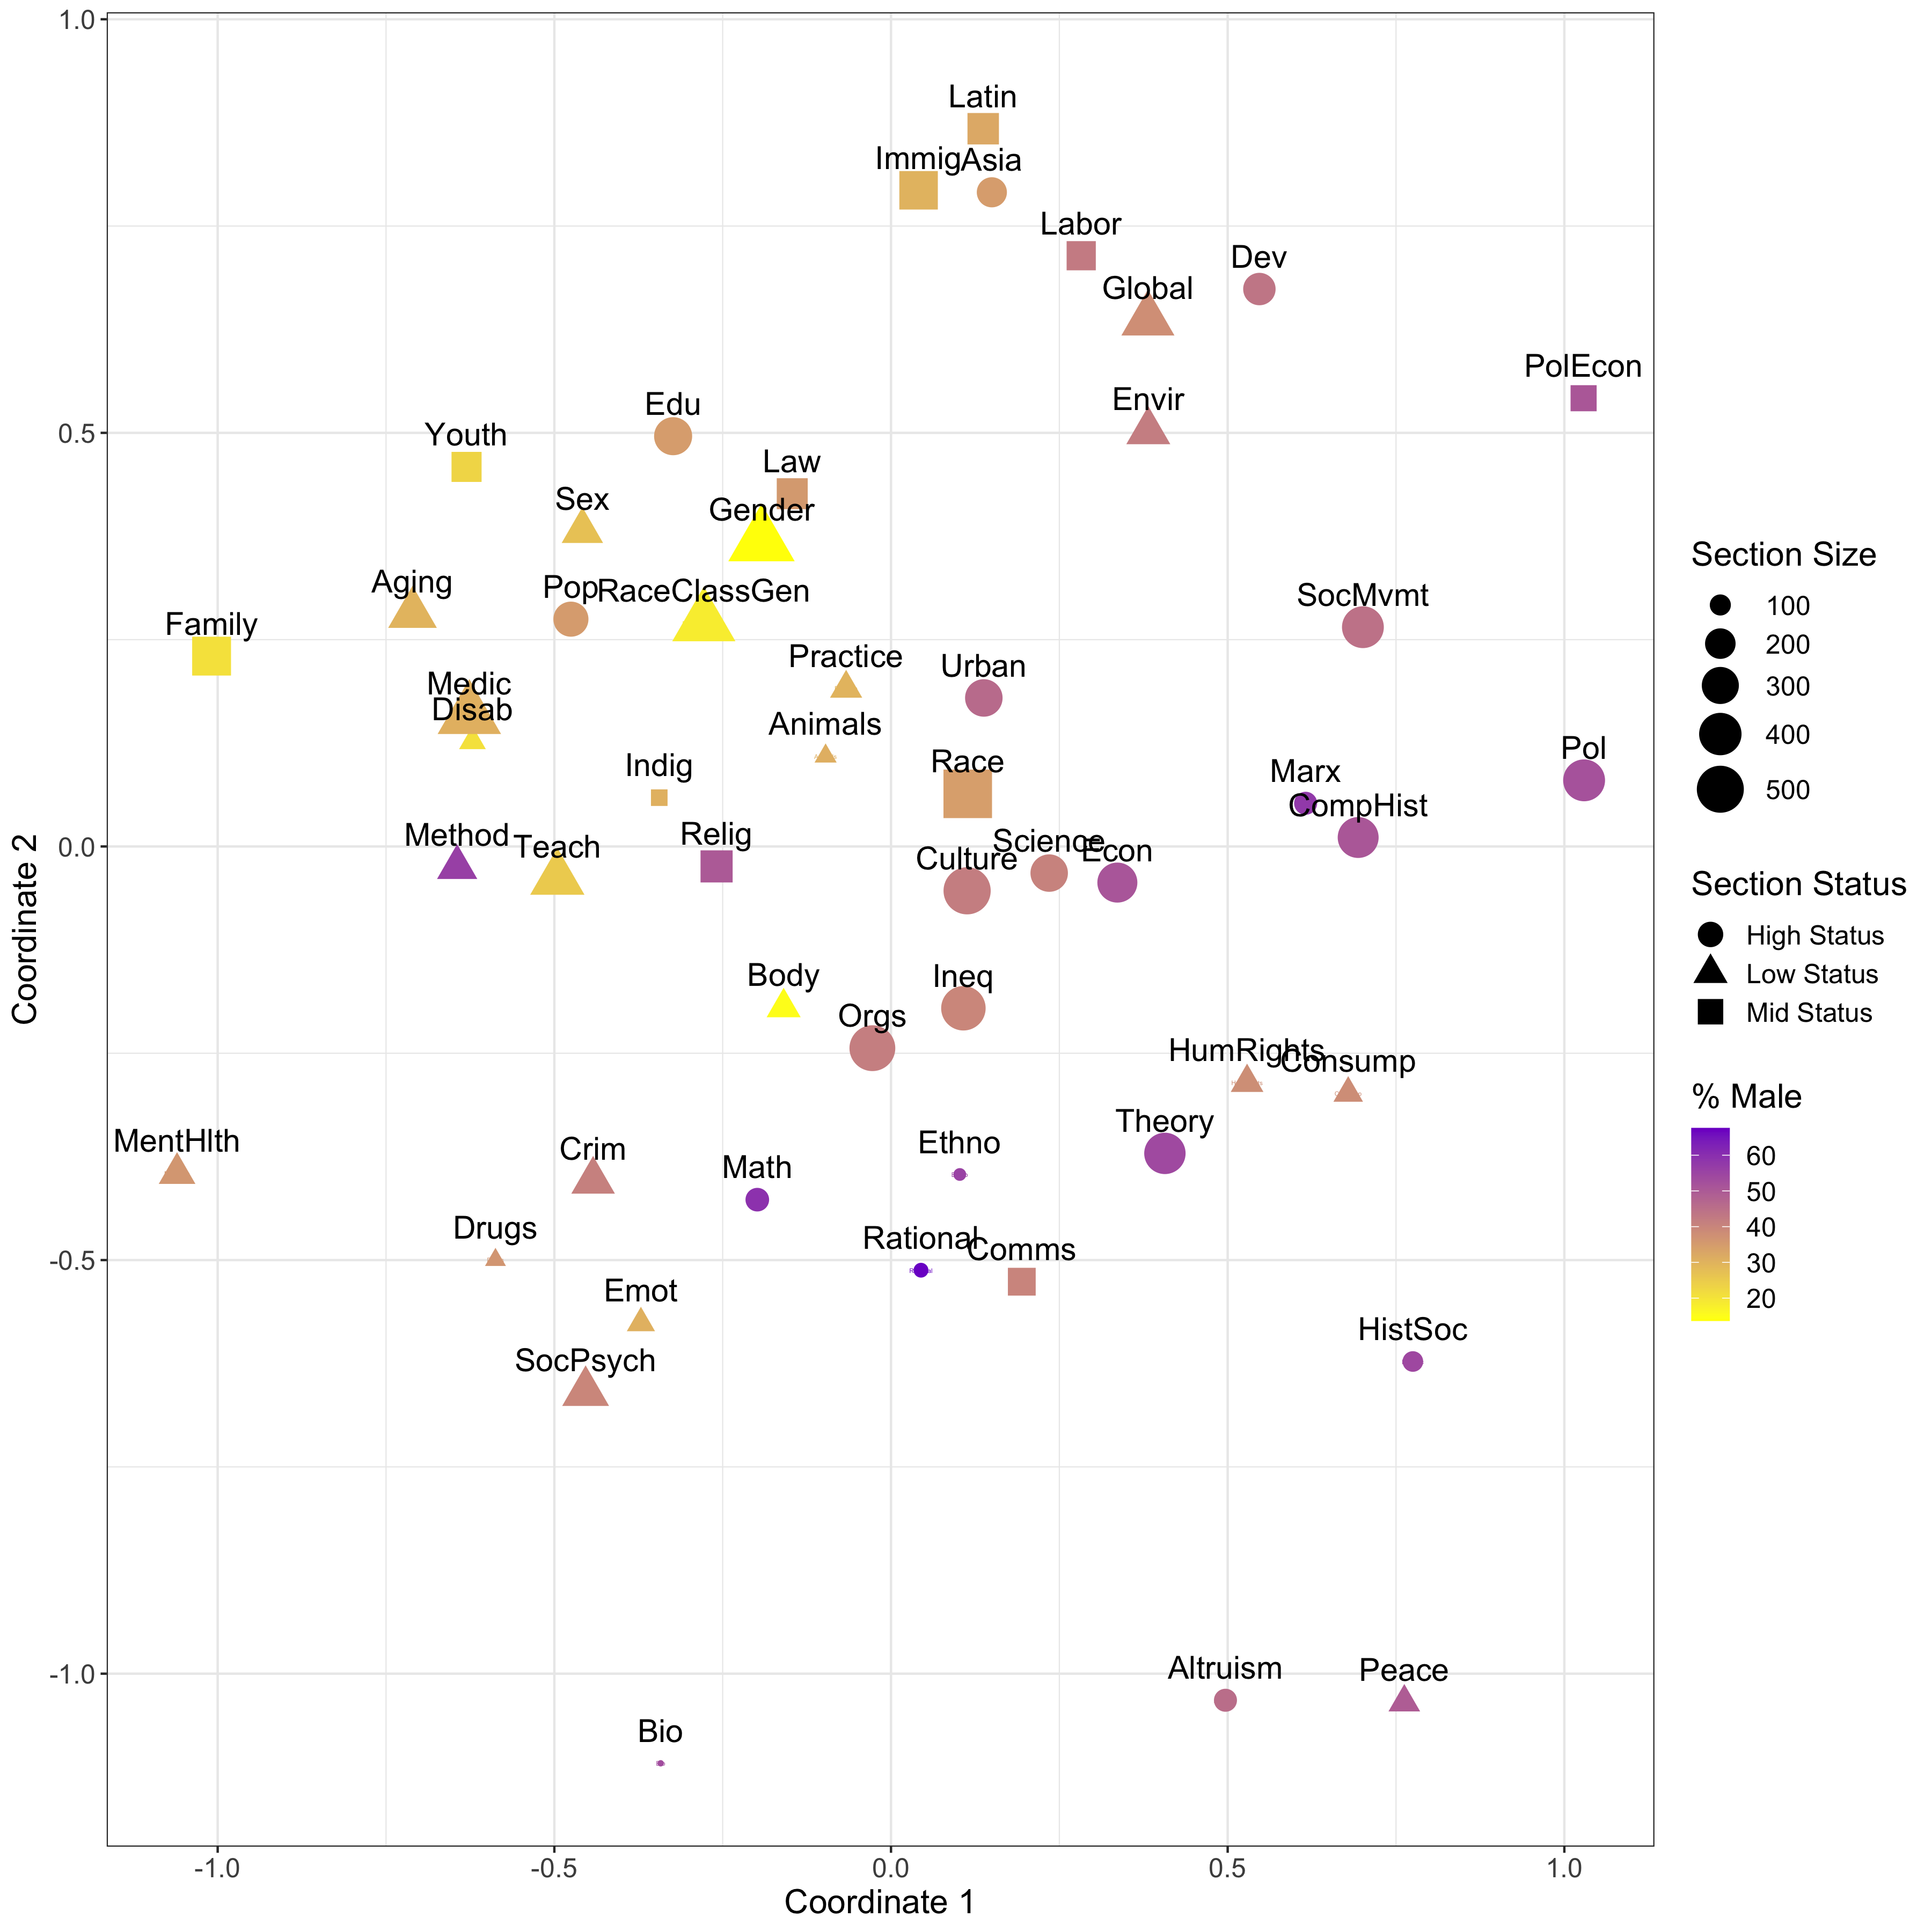 1.0
Latin
Immig
Asia
Labor
Dev
Global
PolEcon
Envir
Edu
0.5
Youth
Law
Sex
Gender
Aging
Pop
RaceClassGen
SocMvmt
Family
Practice
Urban
Medic
Disab
Animals
Indig
Race
Pol
Marx
CompHist
Method
Teach
Relig
Science
Econ
Culture
0.0
Body
Ineq
Orgs
HumRights
Consump
Theory
MentHlth
Crim
Ethno
Math
Drugs
Rational
Comms
-0.5
Emot
HistSoc
SocPsych
Altruism
Peace
-1.0
Bio
-1.0
-0.5
0.0
0.5
1.0
Coordinate 1
Coordinate 2
Section Size
100
200
300
400
500
Section Status
High Status
Low Status
Mid Status
% Male
60
50
40
30
20